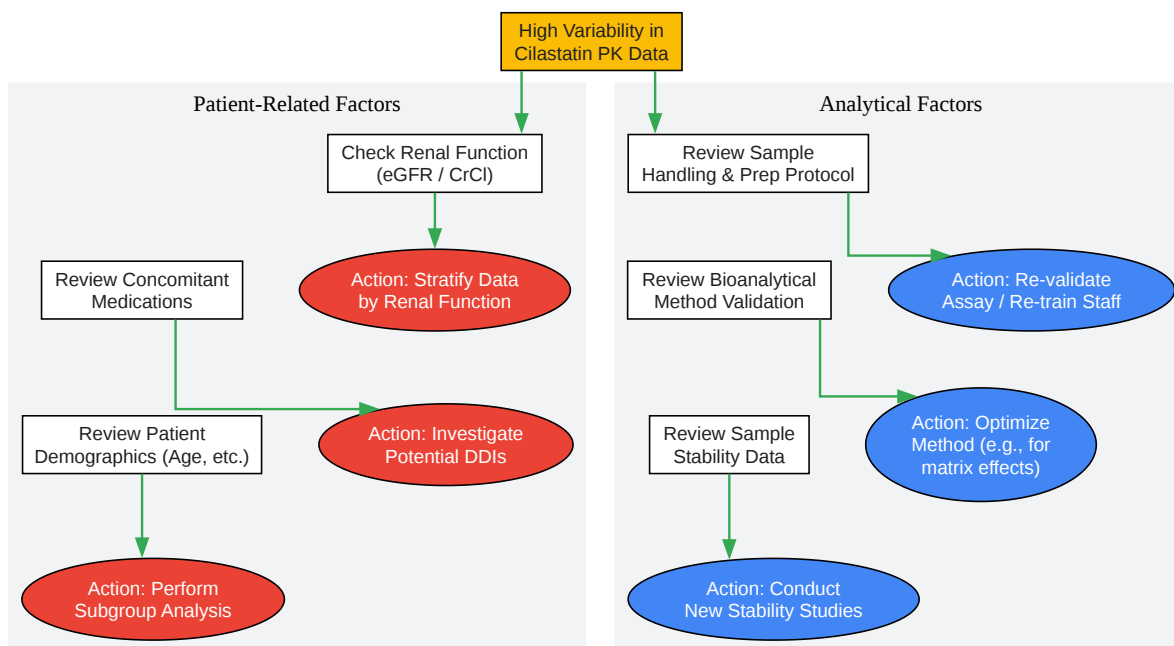 High Variability in
Cilastatin PK Data
Patient-Related Factors
Check Renal Function
(eGFR / CrCl)
Action: Stratify Data
by Renal Function
Review Concomitant
Medications
Action: Investigate
Potential DDIs
Review Patient
Demographics (Age, etc.)
Action: Perform
Subgroup Analysis
Analytical Factors
Review Sample
Handling & Prep Protocol
Action: Re-validate
Assay / Re-train Staff
Review Bioanalytical
Method Validation
Action: Optimize
Method (e.g., for
matrix effects)
Review Sample
Stability Data
Action: Conduct
New Stability Studies